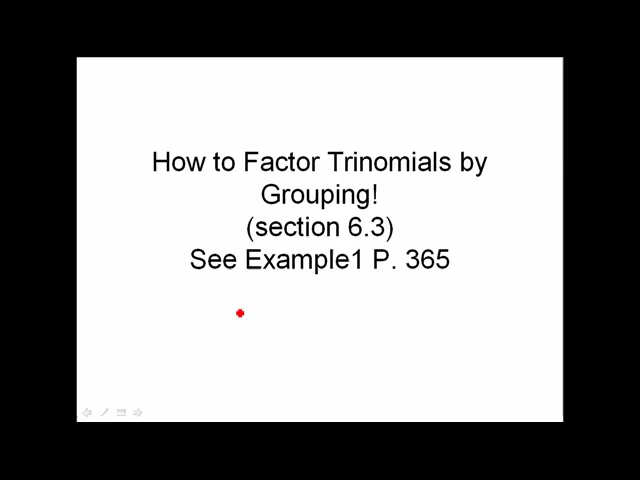 How to Factor Trinomials by
Grouping!
(section 6.3)
See Example1 P. 365